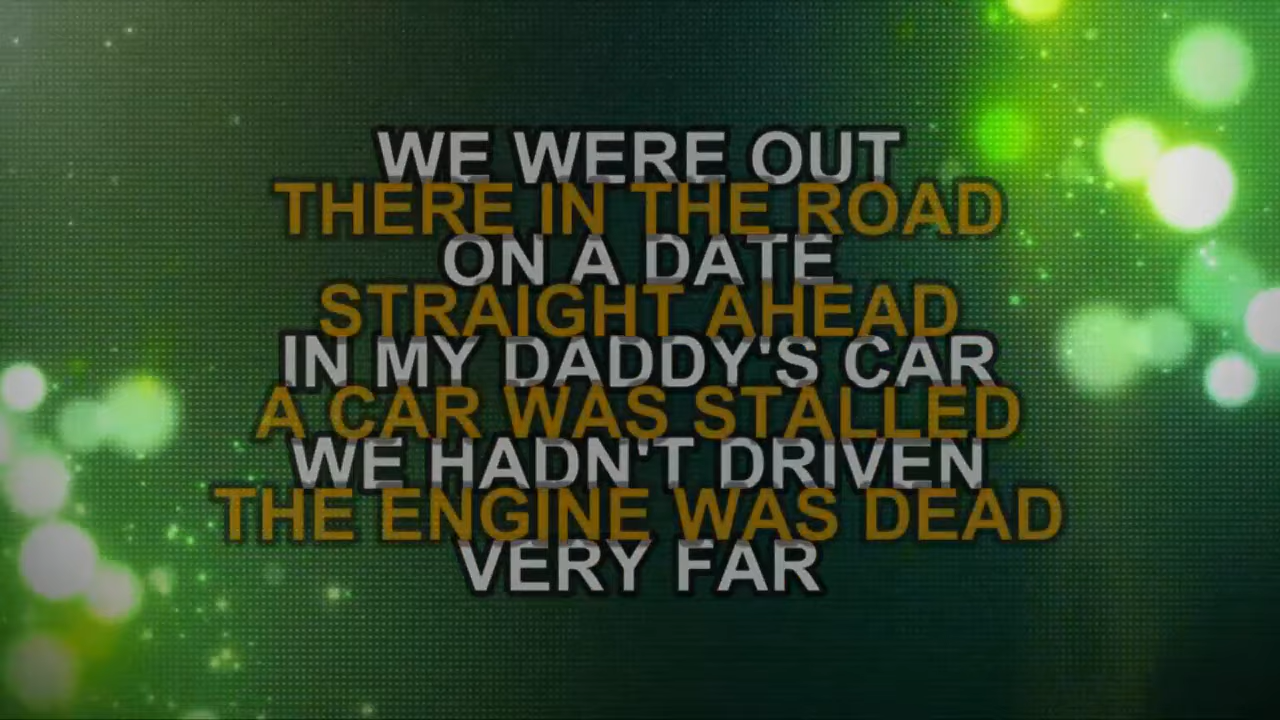 WE WERE OUT
THERE IN THE ROAD
ON A DATE
STRAIGHT AHEAD
IN MY DADDY'S CAR
A CAR WAS STALLED
WE HADN'T DRIVEN
THE ENGINE WAS DEAD
VERY FAR